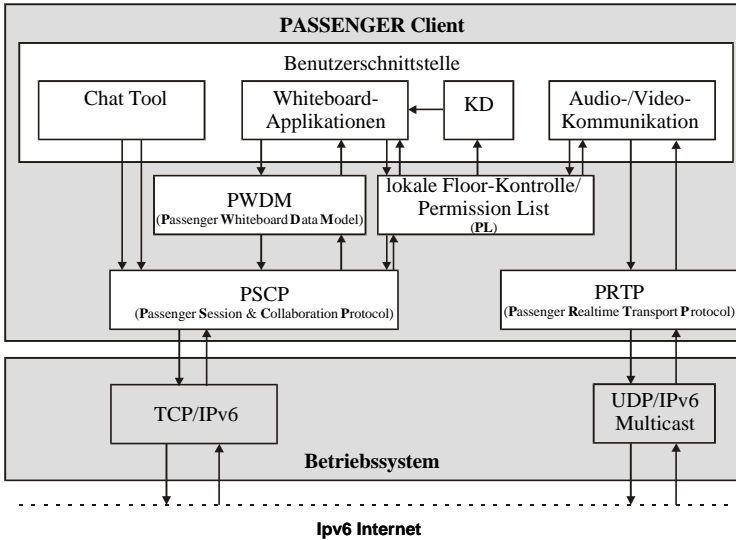 PASSENGER Client
Benutzerschnittstelle
Chat Tool
Whiteboard-
Applikationen
KD
Audio-/Video-
Kommunikation
PWDM
(Passenger Whiteboard Data Model)
lokale Floor-Kontrolle/
Permission List
(PL)
PSCP
(Passenger Session & Collaboration Protocol)
PRTP
(Passenger Realtime Transport Protocol)
TCP/IPv6
UDP/IPv6
Multicast
Betriebssystem
Ipv6 Internet